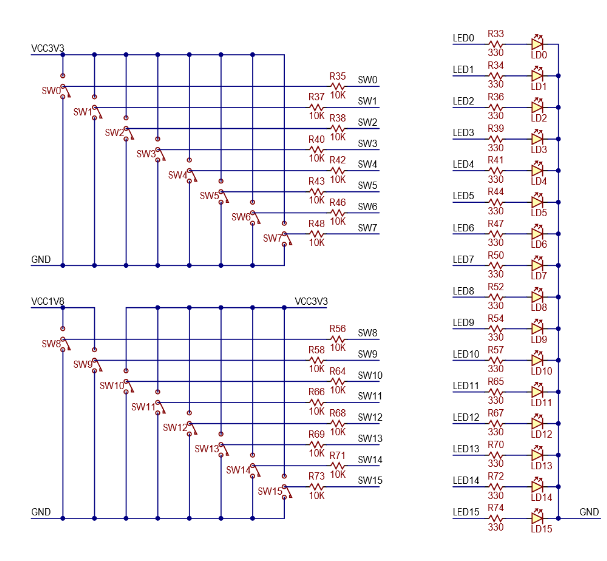 VCC3V3
SW0
R35
10K
SW0
SW1
R37
10K
SW1
SW2
R38
10K
SW2
SW3
R40
10K
SW3
SW4
R42
10K
SW4
SW5
R43
10K
SW5
SW6
R46
10K
SW6
SW7
R48
10K
SW7
GND
VCC1V8
VCC3V3
SW8
R56
10K
SW8
SW9
R58
10K
SW9
SW10
R64
10K
SW10
SW11
R66
10K
SW11
SW12
R68
10K
SW12
SW13
R69
10K
SW13
SW14
R71
10K
SW14
SW15
R73
10K
SW15
GND
LED0
R33
330
LD0
LED1
R34
330
LD1
LED2
R36
330
LD2
LED3
R39
330
LD3
LED4
R41
330
LD4
LED5
R44
330
LD5
LED6
R47
330
LD6
LED7
R50
330
LD7
LED8
R52
330
LD8
LED9
R54
330
LD9
LED10
R57
330
LD10
LED11
R65
330
LD11
LED12
R67
330
LD12
LED13
R70
330
LD13
LED14
R72
330
LD14
LED15
R74
330
LD15
GND